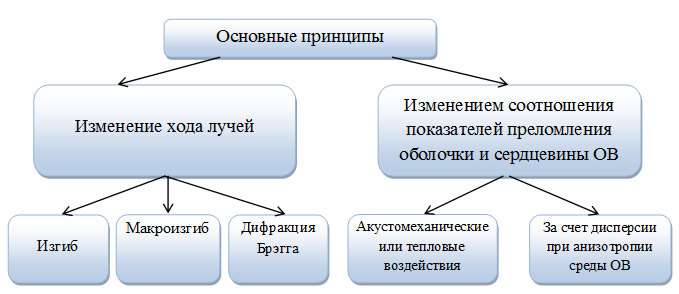 Основные принципы
Изменение хода лучей
Изменением соотношения
показателей преломления
оболочки и сердцевины ОВ
Изгиб
Макроизгиб
Дифракция
Брэгга
Акустомеханические
или тепловые
воздействия
За счет дисперсии
при анизотропии
среды ОВ